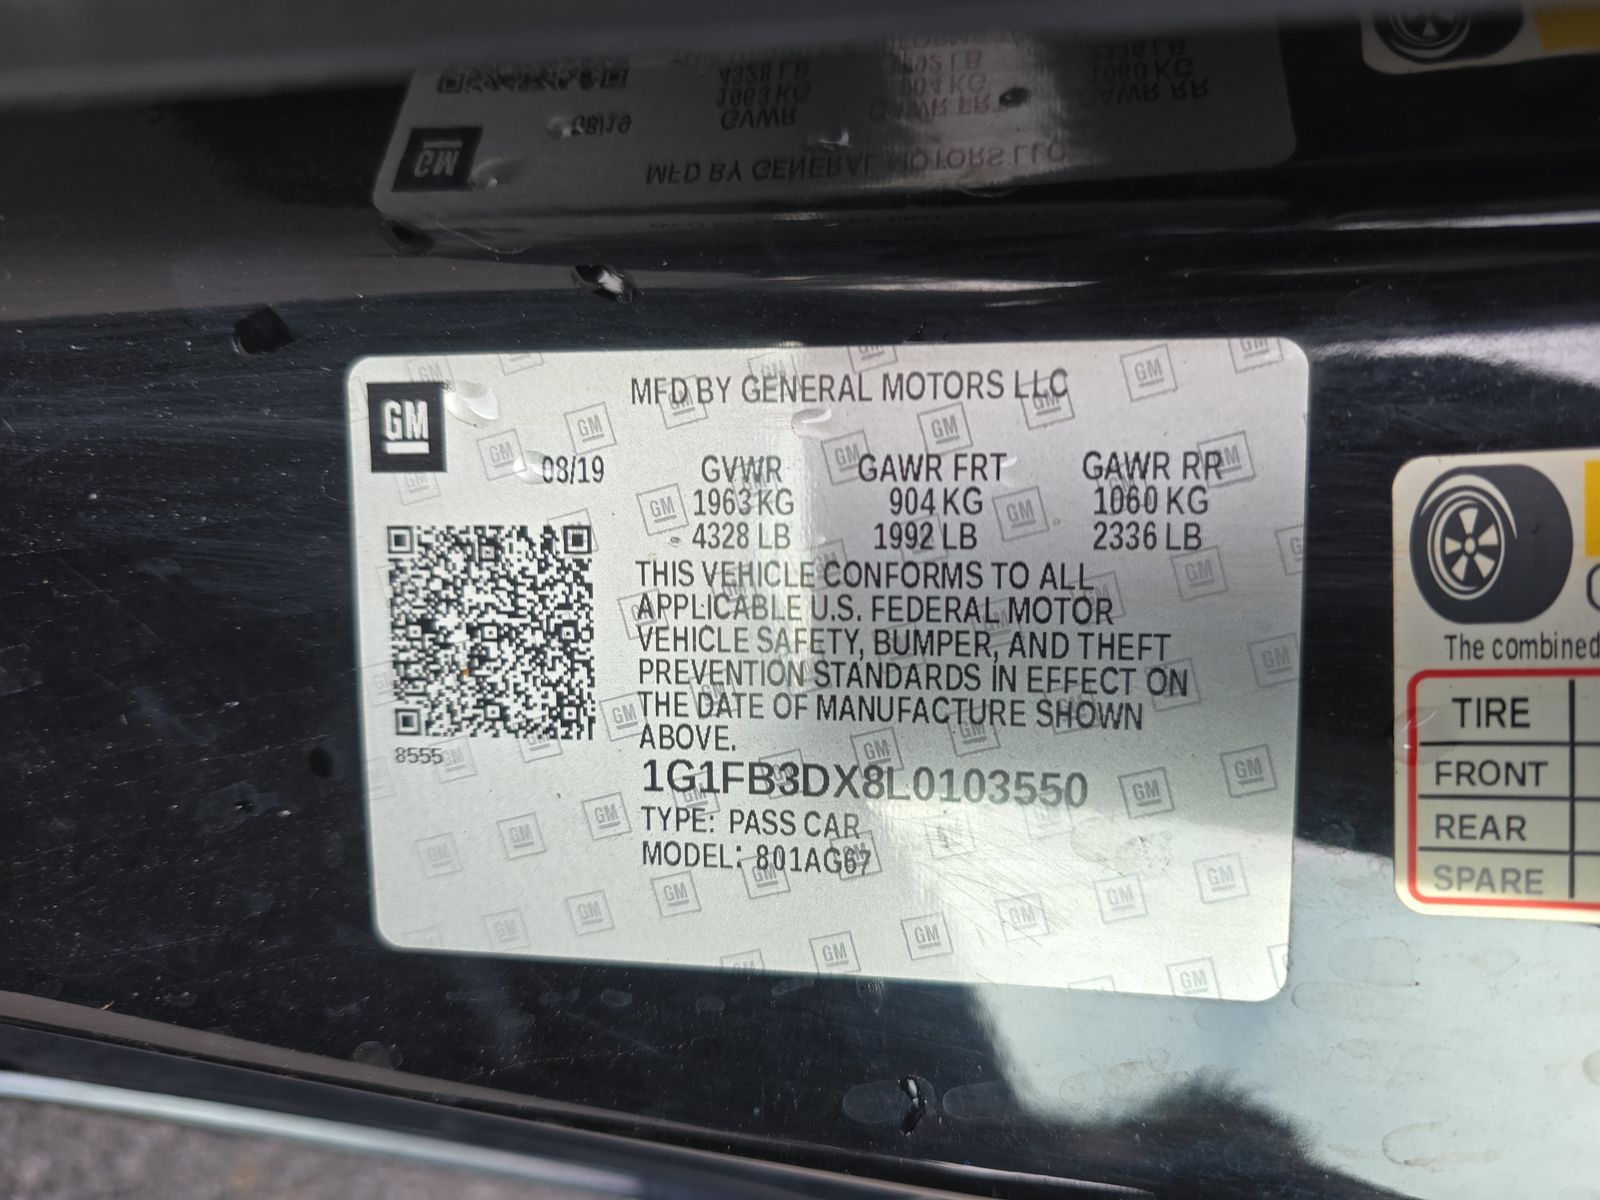 GM
MFD BY GENERAL MOTORS LLC
08/19
GVWR GAWR FRT GAWR RR
1963 KG 904 KG 1060 KG
4328 LB 1992 LB 2336 LB
THIS VEHICLE CONFORMS TO ALL
APPLICABLE U.S. FEDERAL MOTOR
VEHICLE SAFETY, BUMPER, AND THEFT
PREVENTION STANDARDS IN EFFECT ON
THE DATE OF MANUFACTURE SHOWN
ABOVE.
8555
1G1FB3DX8L0103550
TYPE: PASS CAR
MODEL: 801AG67
The combined
TIRE
FRONT
REAR
SPARE